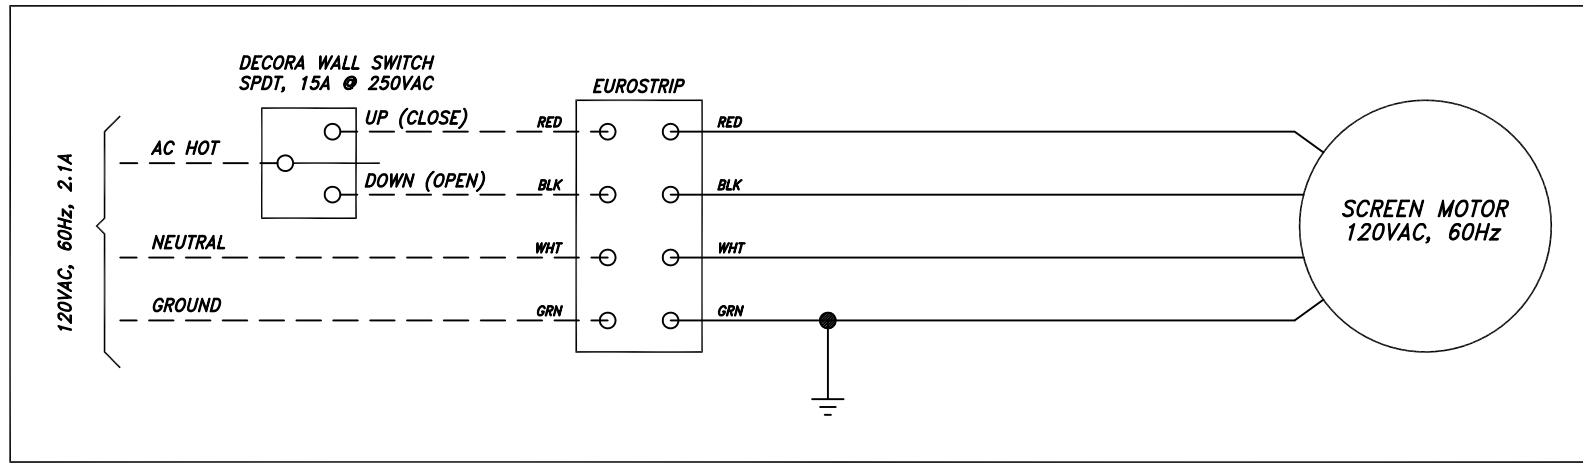 DECORA WALL SWITCH
SPDT, 15A @ 250VAC
EUROSTRIP
UP (CLOSE)
RED
RED
AC HOT
DOWN (OPEN)
BLK
BLK
120VAC, 60Hz, 2.1A
SCREEN MOTOR
120VAC, 60Hz
NEUTRAL
WHT
WHT
GROUND
GRN
GRN